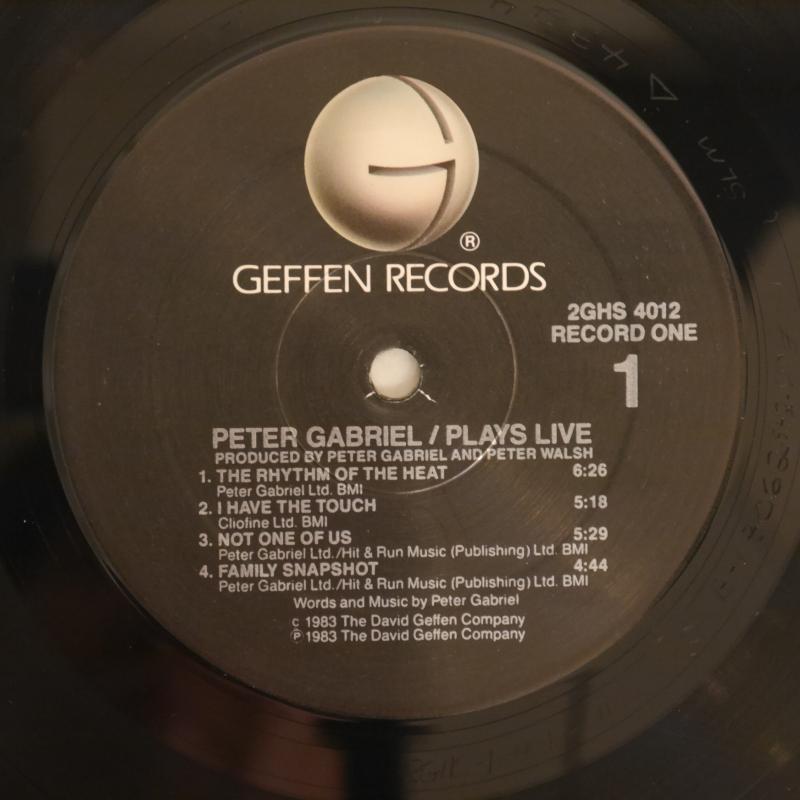 ®
GEFFEN RECORDS
2GHS 4012
RECORD ONE
1
PETER GABRIEL / PLAYS LIVE
PRODUCED BY PETER GABRIEL AND PETER WALSH
1. THE RHYTHM OF THE HEAT 6:26
Peter Gabriel Ltd. BMI
2. I HAVE THE TOUCH 5:18
Cliofine Ltd. BMI
3. NOT ONE OF US 5:29
Peter Gabriel Ltd./Hit & Run Music (Publishing) Ltd. BMI
4. FAMILY SNAPSHOT 4:44
Peter Gabriel Ltd./Hit & Run Music (Publishing) Ltd. BMI
Words and Music by Peter Gabriel
c 1983 The David Geffen Company
℗ 1983 The David Geffen Company
SLM